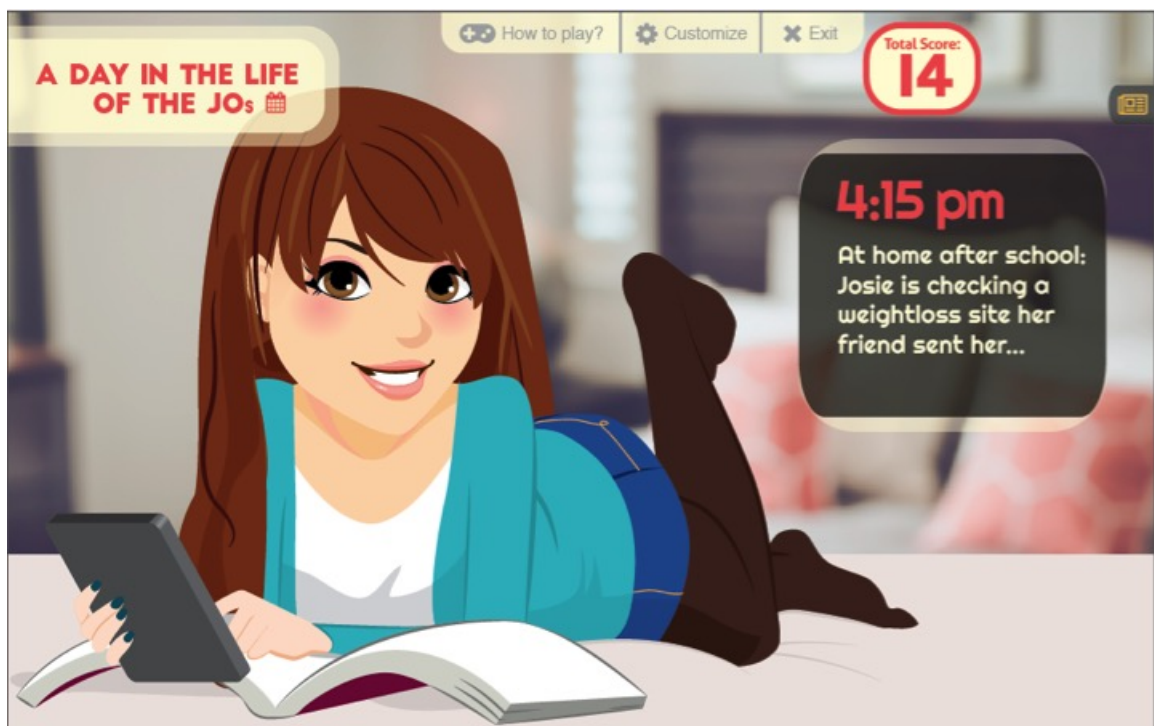 How to play?
Customize
Exit
A DAY IN THE LIFE
OF THE JOs
Total Score:
14
4:15 pm
At home after school:
Josie is checking a
weightloss site her
friend sent her...